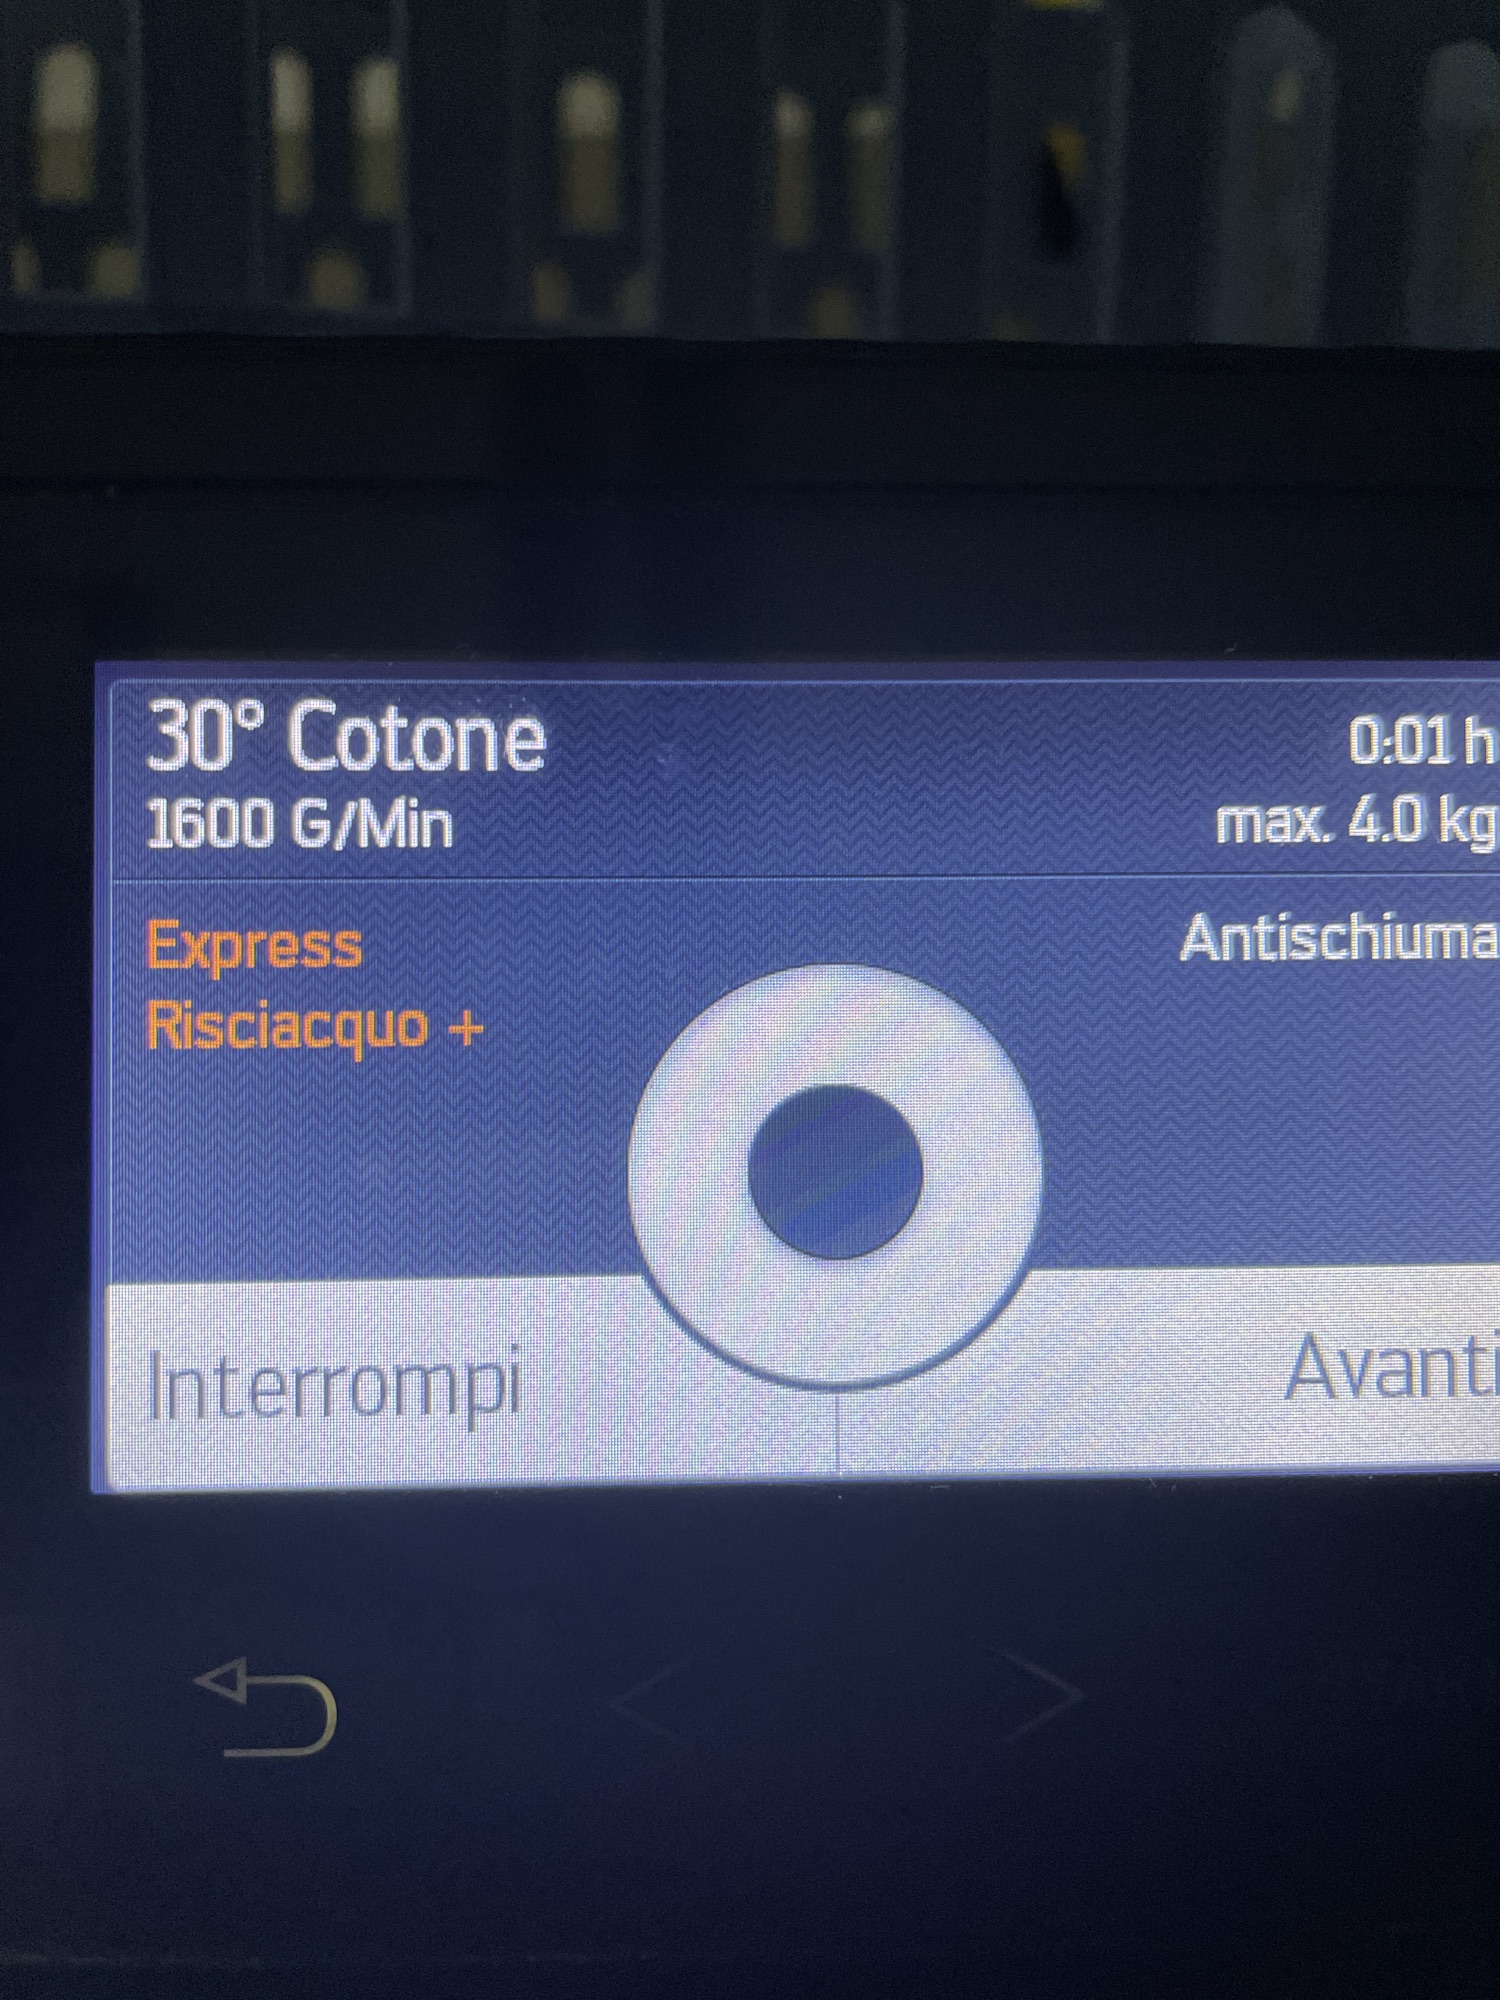 30° Cotone
0:01 h
1600 G/Min
max. 4.0 kg
Express
Antischiuma
Risciacquo +
Interrompi
Avanti